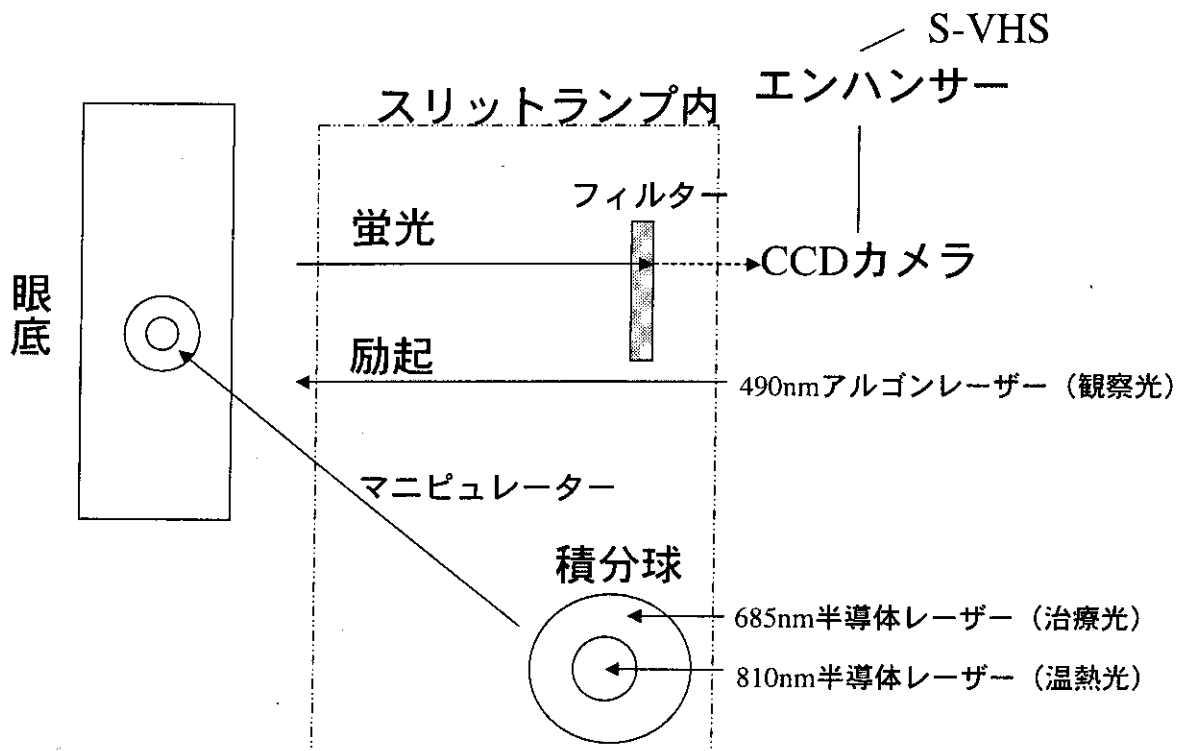 S-VHS
エンハンサー
スリットランプ内
フィルター
蛍光
CCDカメラ
眼底
励起
490nmアルゴンレーザー（観察光）
マニピュレーター
積分球
685nm半導体レーザー（治療光）
810nm半導体レーザー（温熱光）